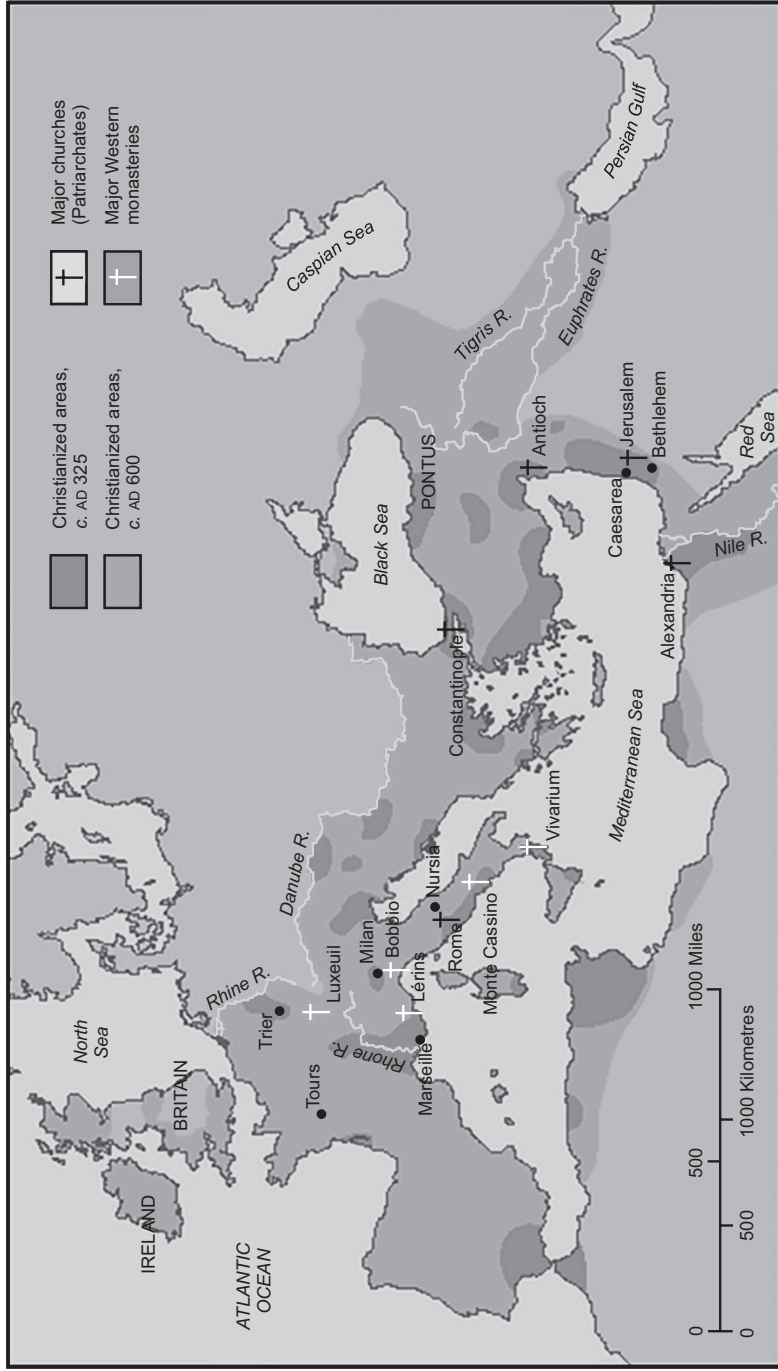 Christianized areas,
c. AD 325
Christianized areas,
c. AD 600
Major churches
(Patriarchates)
Major Western
monasteries
North
Sea
BRITAIN
IRELAND
ATLANTIC
OCEAN
Rhine R.
Trier
Luxeuil
Tours
Danube R.
Milan
Bobbio
Lérins
Rhone R.
Marseille
Nursia
Rome
Monte Cassino
Vivarium
Constantinople
Black Sea
PONTUS
Caspian Sea
Tigris R.
Euphrates R.
Persian Gulf
Antioch
Jerusalem
Bethlehem
Caesarea
Alexandria
Nile R.
Red
Sea
Mediterranean Sea
0 500 1000 Miles
0 500 1000 Kilometres